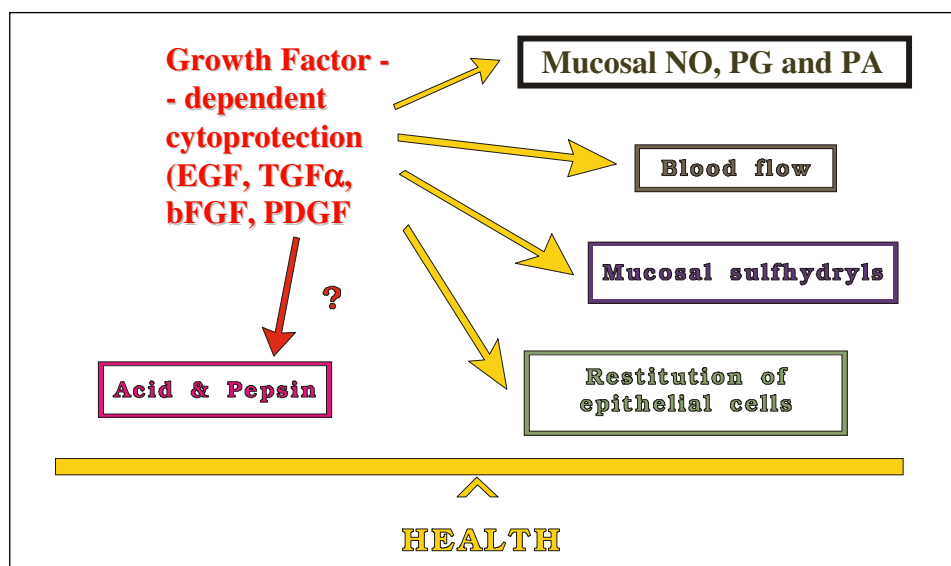 Growth Factor -
- dependent
cytoprotection
(EGF, TGFα,
bFGF, PDGF
Mucosal NO, PG and PA
Blood flow
Mucosal sulfhydryls
?
Acid & Pepsin
Restitution of
epithelial cells
HEALTH